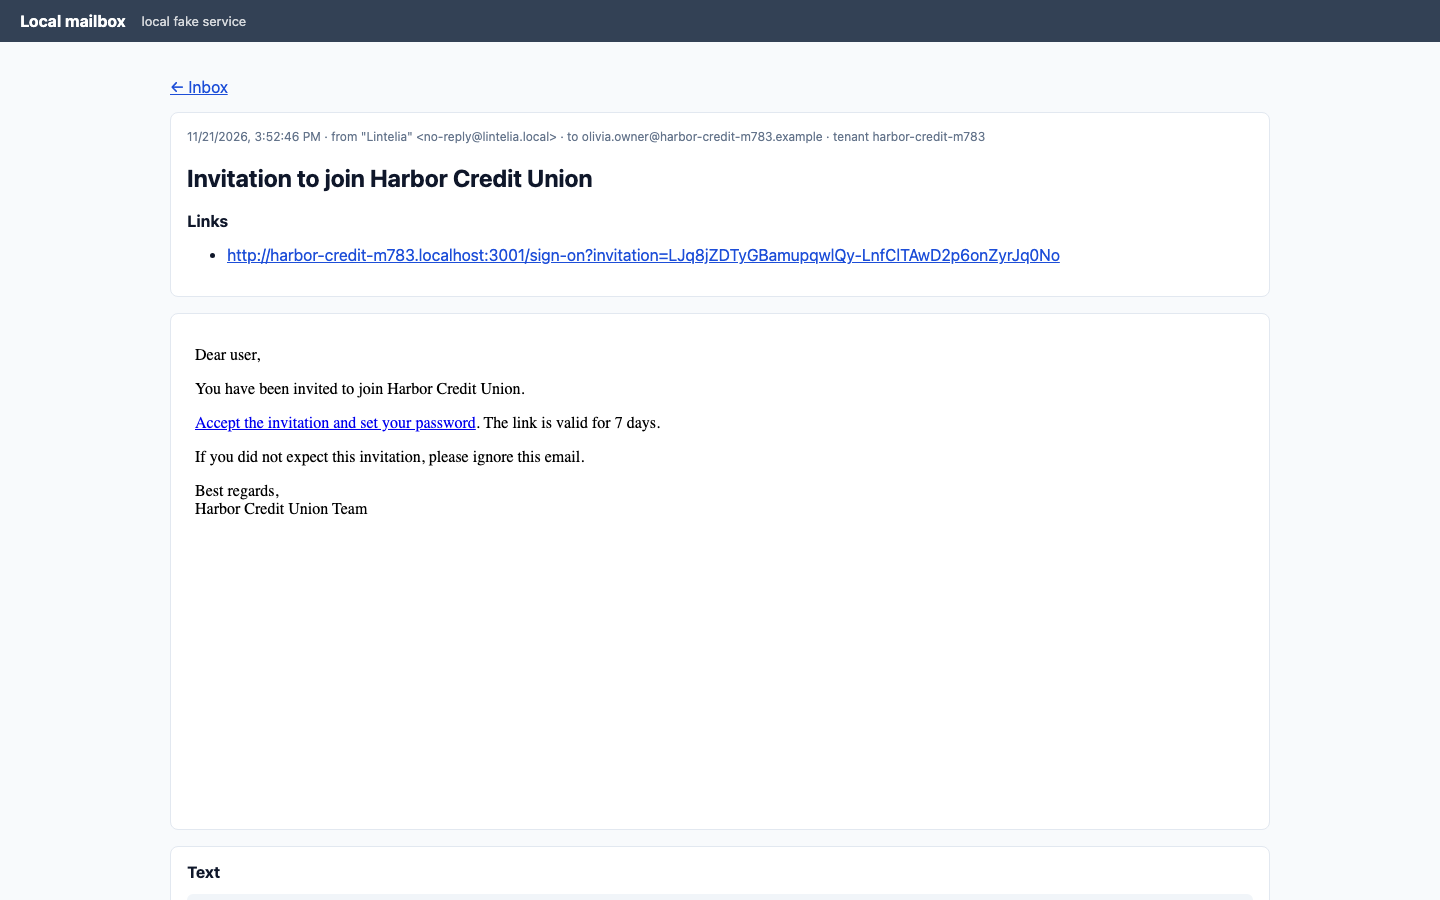 Local mailbox local fake service
← Inbox
11/21/2026, 3:52:46 PM · from "Lintelia" <no-reply@lintelia.local> · to olivia.owner@harbor-credit-m783.example · tenant harbor-credit-m783
Invitation to join Harbor Credit Union
Links
• http://harbor-credit-m783.localhost:3001/sign-on?invitation=LJq8jZDTyGBamupqwlQy-LnfClTAwD2p6onZyrJq0No
Dear user,
You have been invited to join Harbor Credit Union.
Accept the invitation and set your password. The link is valid for 7 days.
If you did not expect this invitation, please ignore this email.
Best regards,
Harbor Credit Union Team
Text